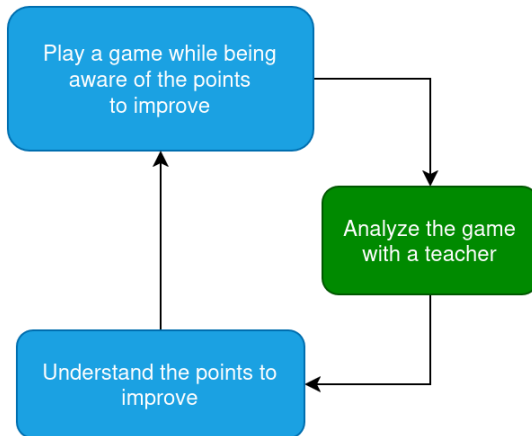 Play a game while being
aware of the points
to improve
Analyze the game
with a teacher
Understand the points to
improve